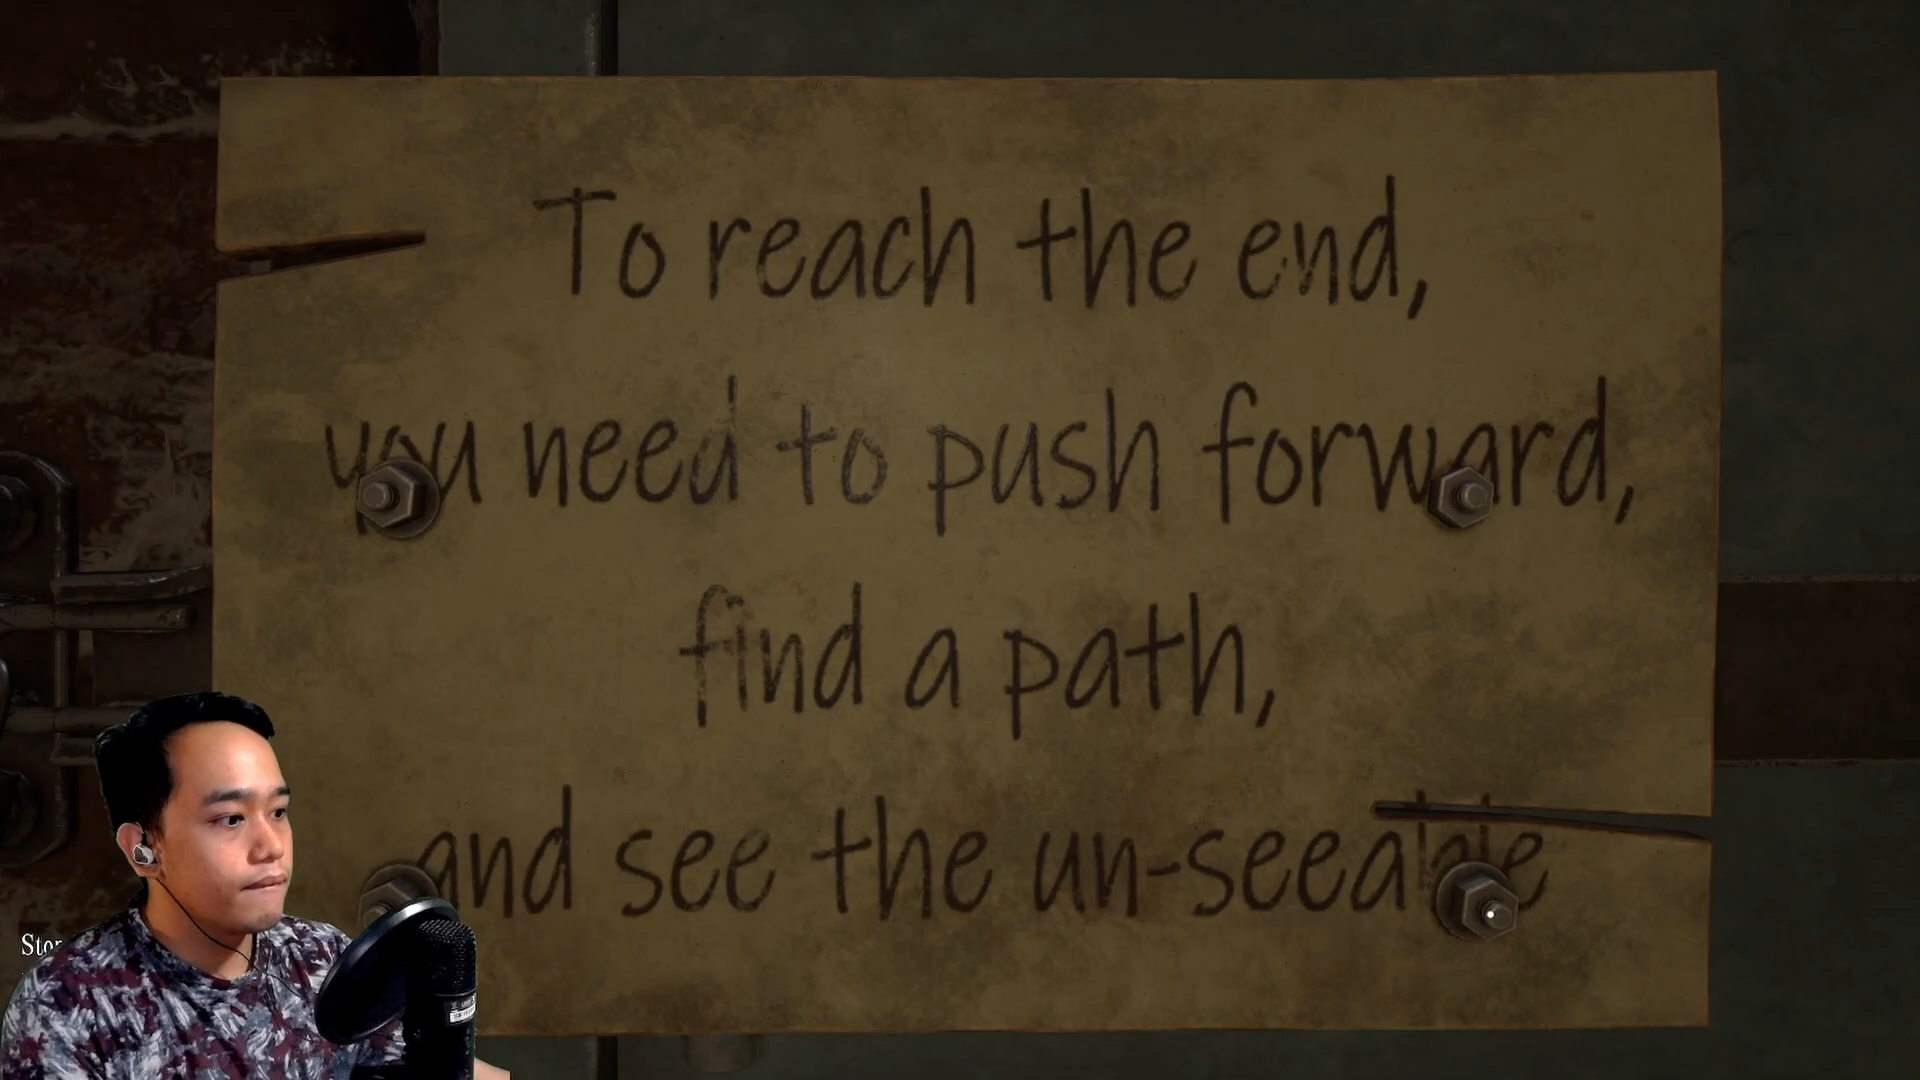 To reach the end,
you need to push forward,
find a path,
and see the un-seeable